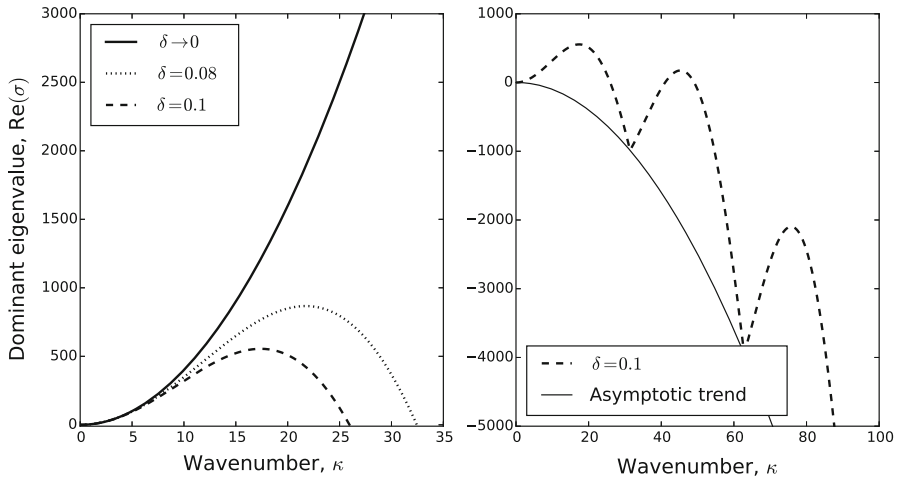 Dominant eigenvalue, Re(σ)
3000
2500
2000
1500
1000
500
0
δ→0
δ=0.08
δ=0.1
0 5 10 15 20 25 30 35
Wavenumber, κ
1000
0
−1000
−2000
−3000
−4000
−5000
δ=0.1
Asymptotic trend
0 20 40 60 80 100
Wavenumber, κ